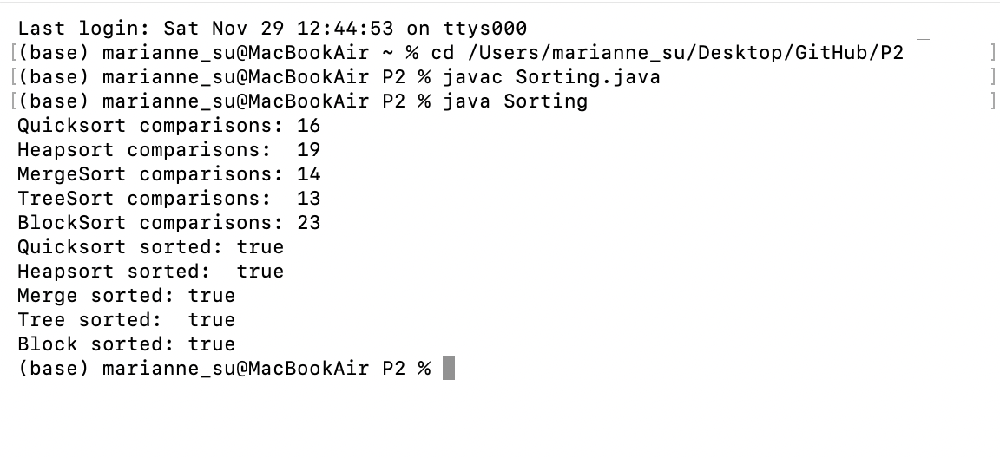 Last login: Sat Nov 29 12:44:53 on ttys000
[(base) marianne_su@MacBookAir ~ % cd /Users/marianne_su/Desktop/GitHub/P2 ]
[(base) marianne_su@MacBookAir P2 % javac Sorting.java ]
[(base) marianne_su@MacBookAir P2 % java Sorting ]
Quicksort comparisons: 16
Heapsort comparisons:  19
MergeSort comparisons: 14
TreeSort comparisons:  13
BlockSort comparisons: 23
Quicksort sorted: true
Heapsort sorted:  true
Merge sorted: true
Tree sorted:  true
Block sorted: true
(base) marianne_su@MacBookAir P2 %